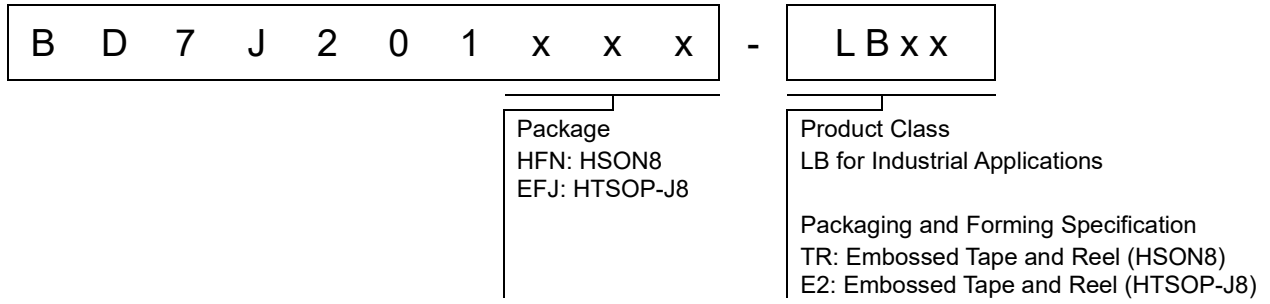 B D 7 J 2 0 1 x x x - L B x x
Package
HFN: HSON8
EFJ: HTSOP-J8
Product Class
LB for Industrial Applications
Packaging and Forming Specification
TR: Embossed Tape and Reel (HSON8)
E2: Embossed Tape and Reel (HTSOP-J8)